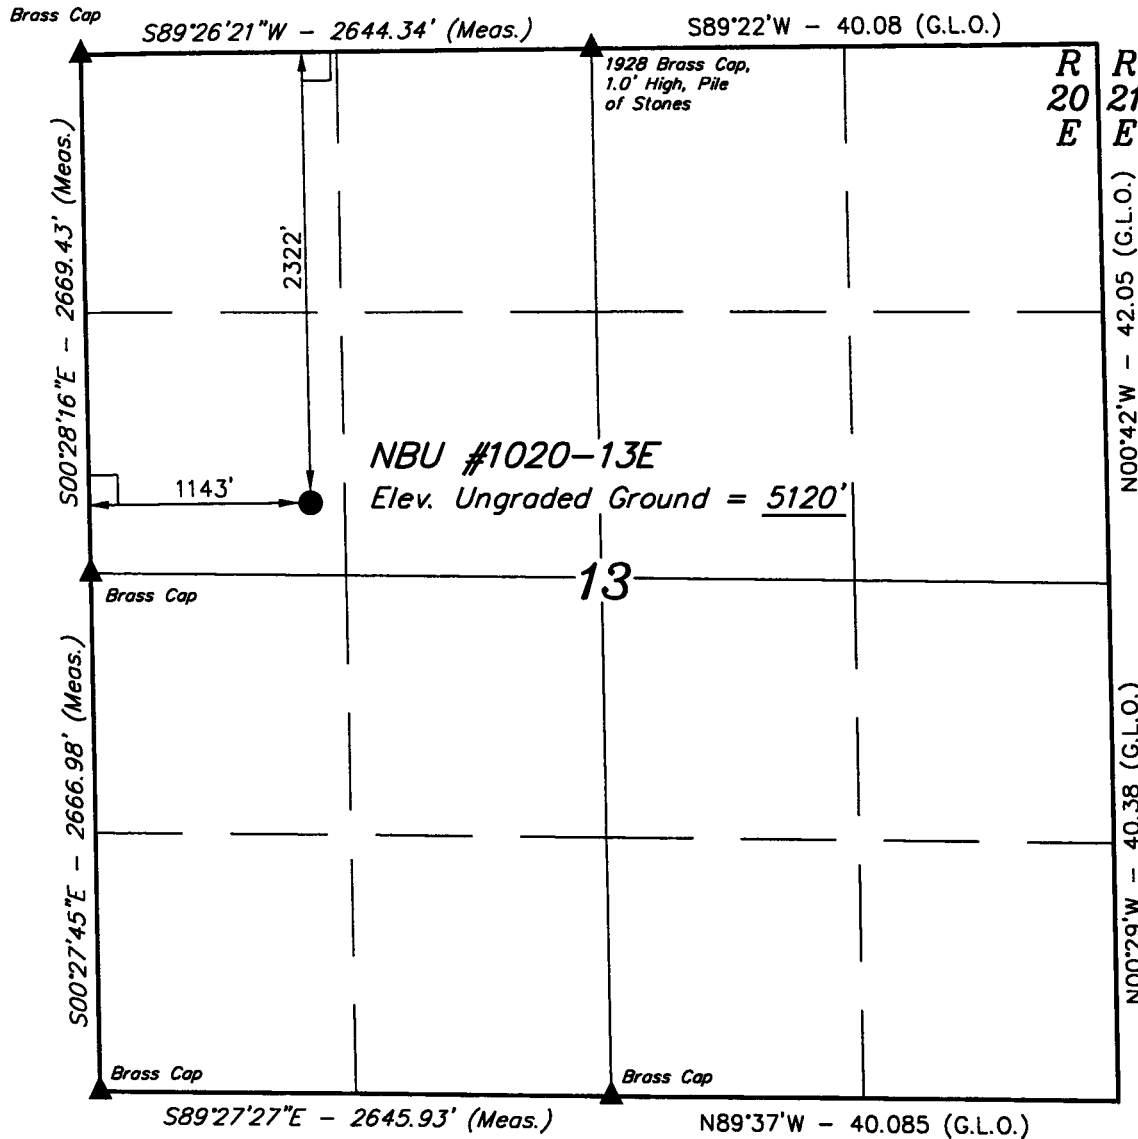 Brass Cap
S89°26'21"W - 2644.34' (Meas.)
S89°22'W - 40.08 (G.L.O.)
1928 Brass Cap,
1.0' High, Pile
of Stones
R R
20 21
E E
S00°28'16"E - 2669.43' (Meas.)
2322'
N00°42'W - 42.05 (G.L.O.)
NBU #1020-13E
1143'
Elev. Ungraded Ground = 5120'
13
Brass Cap
S00°27'45"E - 2666.98' (Meas.)
N00°29'W - 40.38 (G.L.O.)
Brass Cap
Brass Cap
S89°27'27"E - 2645.93' (Meas.)
N89°37'W - 40.085 (G.L.O.)